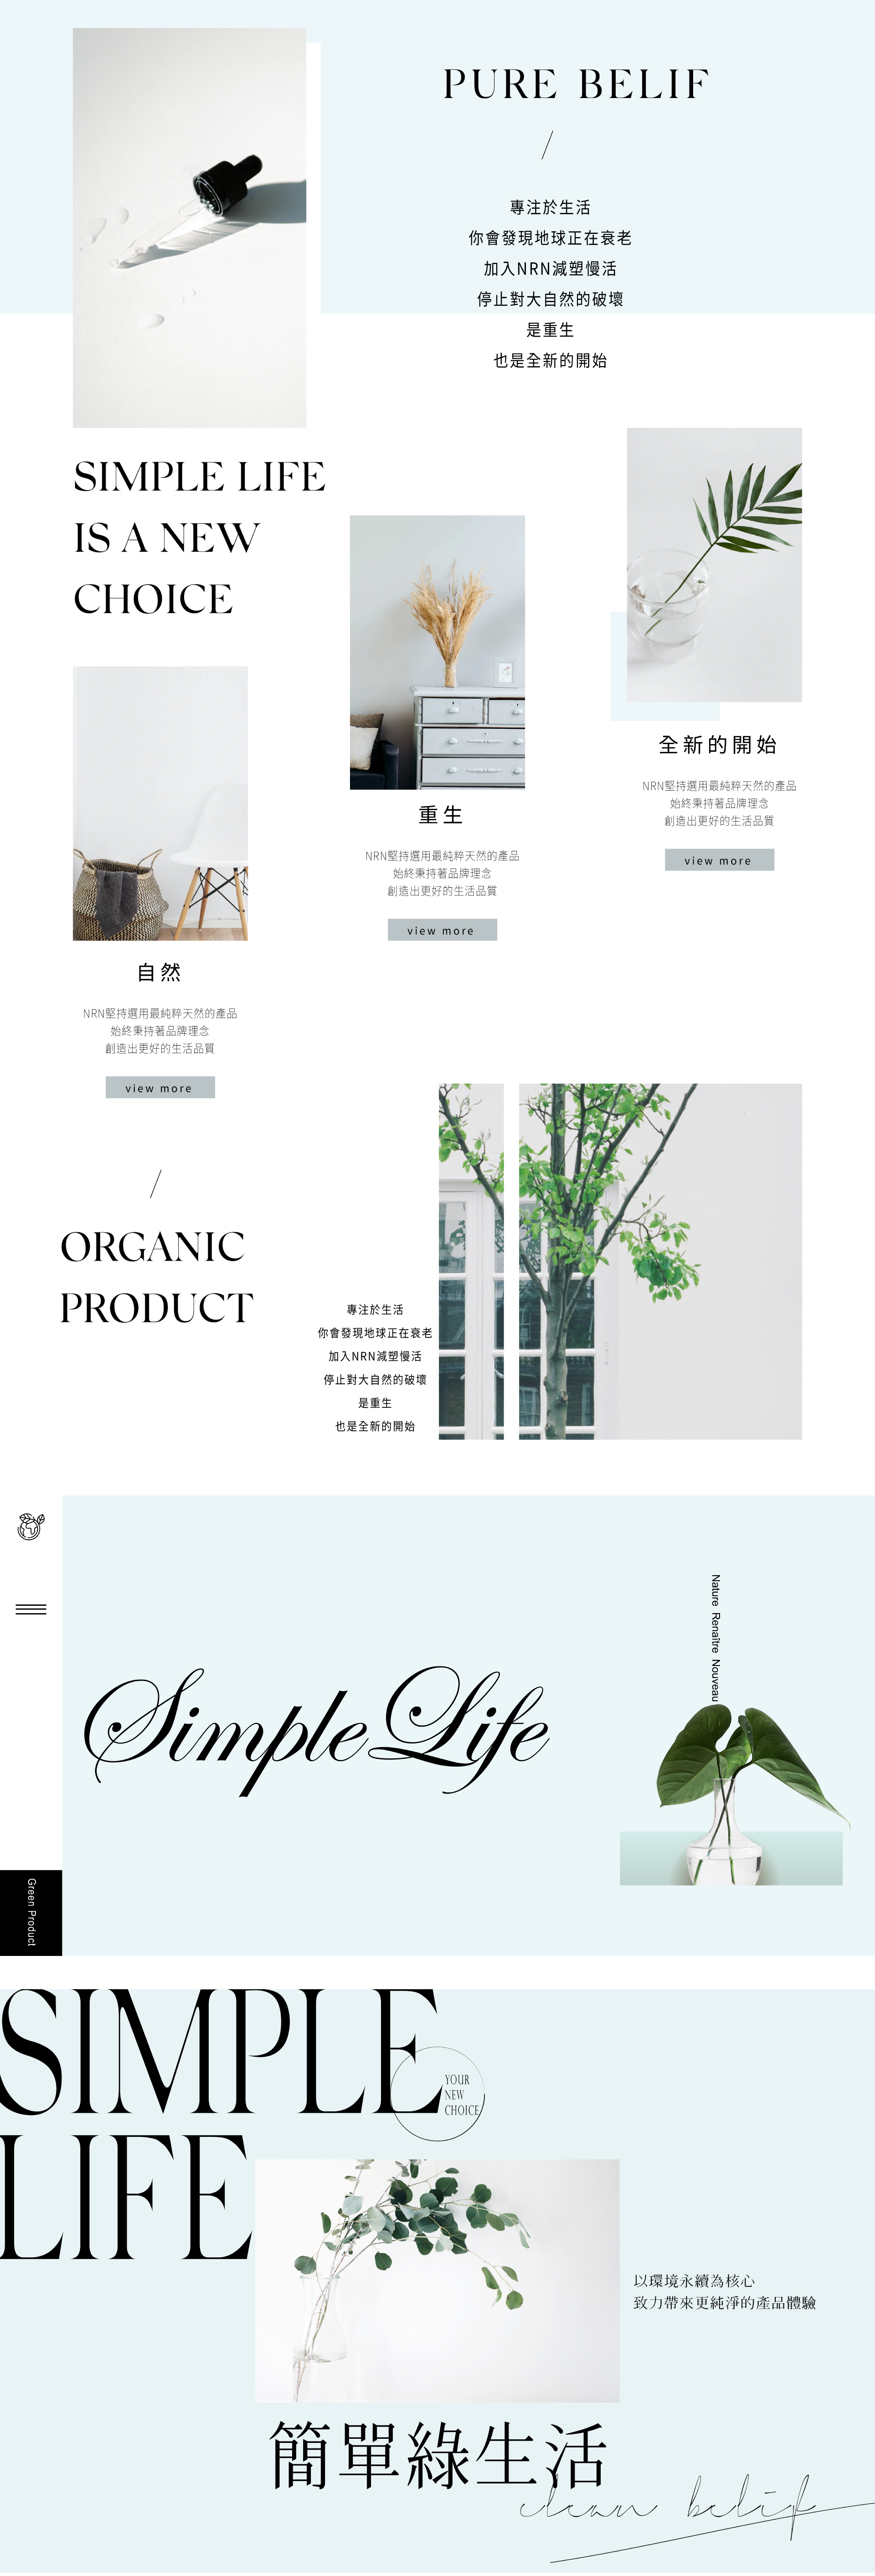 PURE BELIF
專注於生活
你會發現地球正在衰老
加入NRN減塑慢活
停止對大自然的破壞
是重生
也是全新的開始
SIMPLE LIFE
IS A NEW
CHOICE
全新的開始
NRN堅持選用最純粹天然的產品
始終秉持著品牌理念
創造出更好的生活品質
view more
重生
NRN堅持選用最純粹天然的產品
始終秉持著品牌理念
創造出更好的生活品質
view more
自然
NRN堅持選用最純粹天然的產品
始終秉持著品牌理念
創造出更好的生活品質
view more
ORGANIC
PRODUCT
專注於生活
你會發現地球正在衰老
加入NRN減塑慢活
停止對大自然的破壞
是重生
也是全新的開始
Nature Renaître Nouveau
Simple Life
Green Product
SIMPLE
LIFE
YOUR
NEW
CHOICE
以環境永續為核心
致力帶來更純淨的產品體驗
簡單綠生活
clean belif